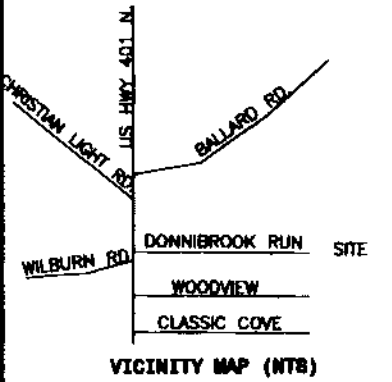 US HWY 401 N
CHRISTIAN LIGHT RD.
BALLARD RD.
DONNIBROOK RUN
SITE
WILBURN RD
WOODVIEW
CLASSIC COVE
VICINITY MAP (NTS)